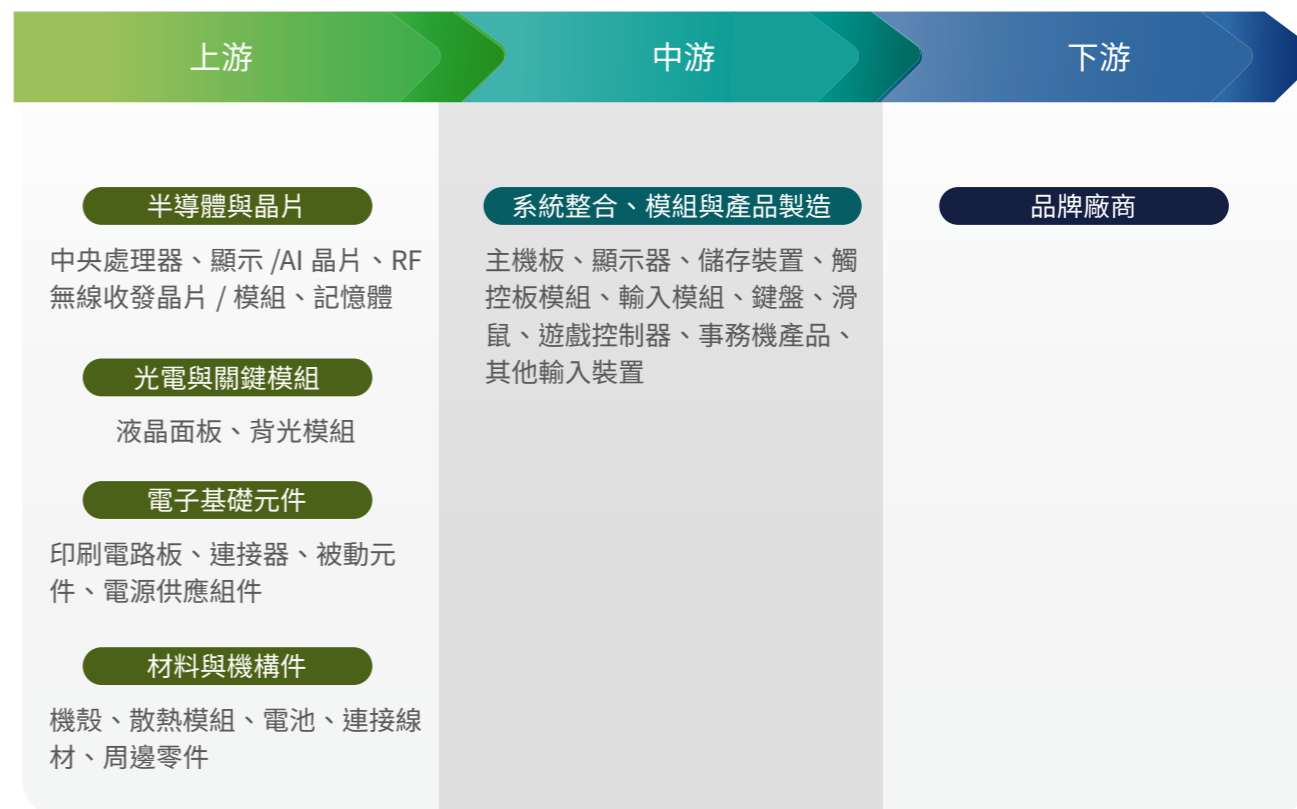 上游
中游
下游
半導體與晶片
中央處理器、顯示 /AI 晶片、RF
無線收發晶片 / 模組、記憶體
光電與關鍵模組
液晶面板、背光模組
電子基礎元件
印刷電路板、連接器、被動元
件、電源供應組件
材料與機構件
機殼、散熱模組、電池、連接線
材、周邊零件
系統整合、模組與產品製造
主機板、顯示器、儲存裝置、觸
控板模組、輸入模組、鍵盤、滑
鼠、遊戲控制器、事務機產品、
其他輸入裝置
品牌廠商